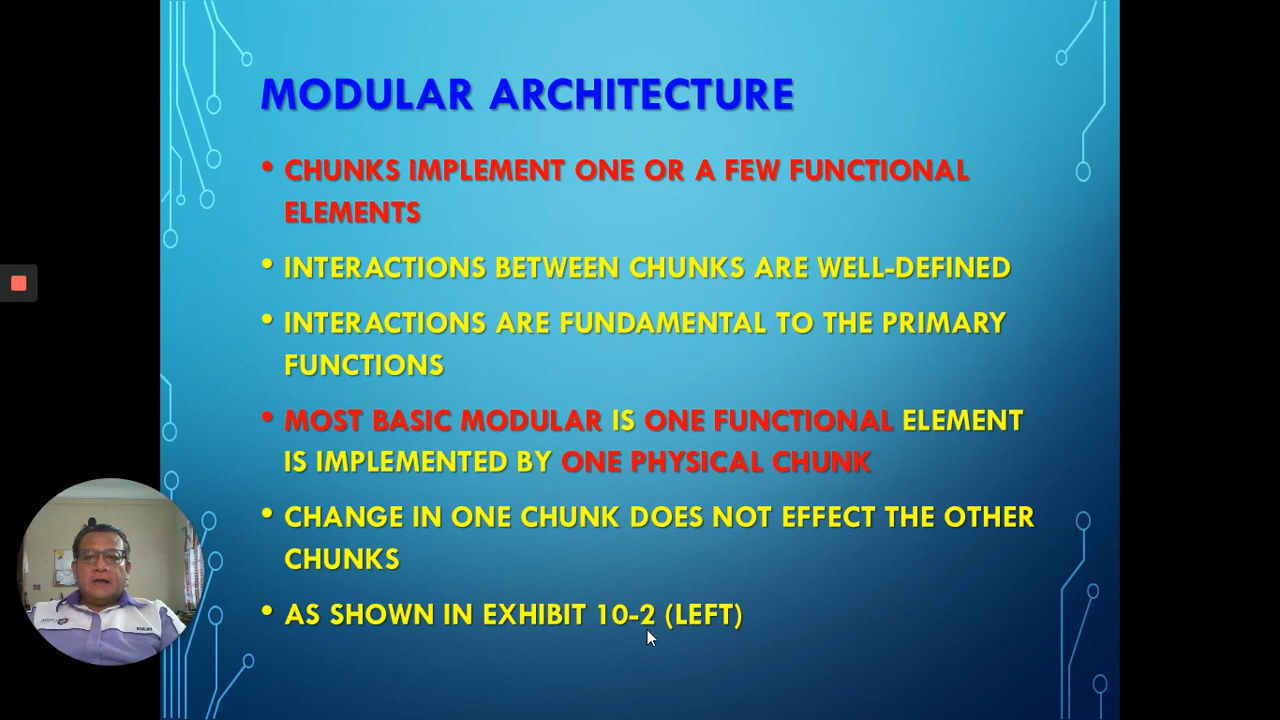 MODULAR ARCHITECTURE
• CHUNKS IMPLEMENT ONE OR A FEW FUNCTIONAL
ELEMENTS
• INTERACTIONS BETWEEN CHUNKS ARE WELL-DEFINED
• INTERACTIONS ARE FUNDAMENTAL TO THE PRIMARY
FUNCTIONS
• MOST BASIC MODULAR IS ONE FUNCTIONAL ELEMENT
IS IMPLEMENTED BY ONE PHYSICAL CHUNK
• CHANGE IN ONE CHUNK DOES NOT EFFECT THE OTHER
CHUNKS
• AS SHOWN IN EXHIBIT 10-2 (LEFT)